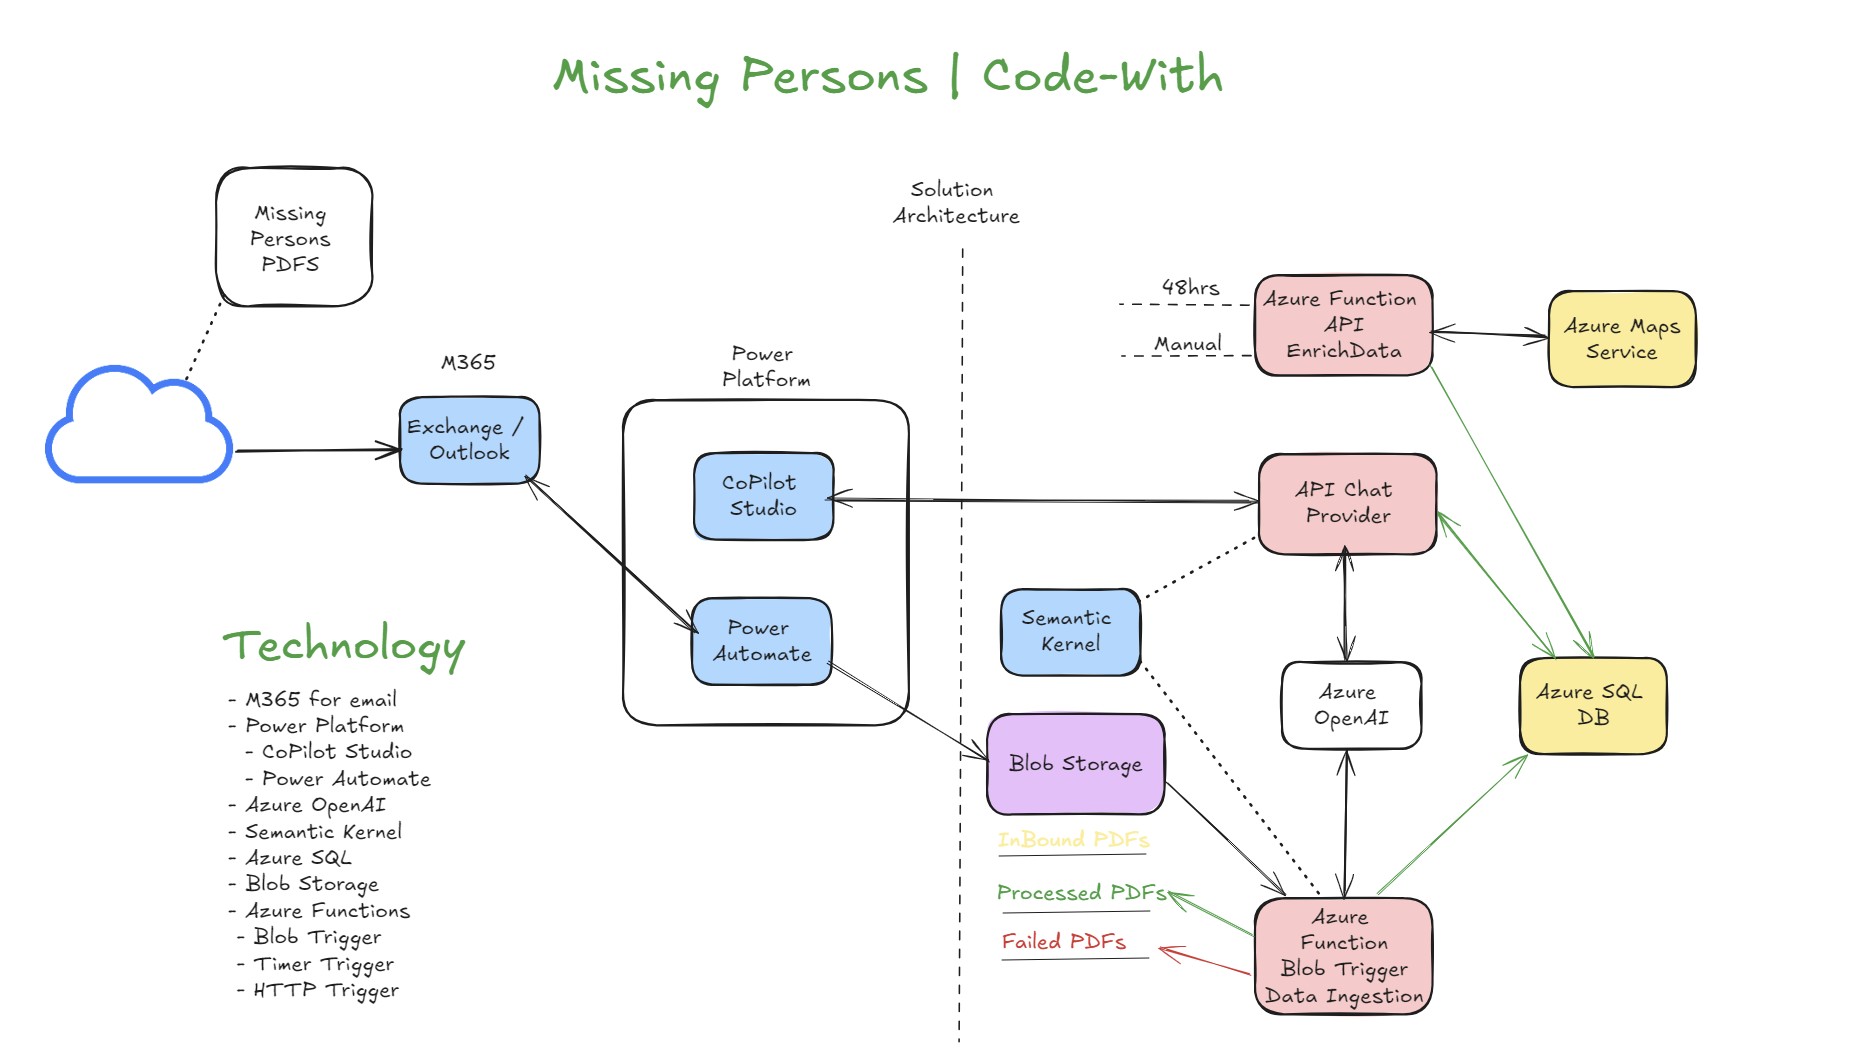 Missing Persons | Code-With
Missing
Persons
PDFS
Solution
Architecture
M365
Exchange /
Outlook
Power
Platform
CoPilot
Studio
Power
Automate
48hrs
Manual
Azure Function
API
EnrichData
Azure Maps
Service
API Chat
Provider
Semantic
Kernel
Azure
OpenAI
Azure SQL
DB
Blob Storage
InBound PDFs
Processed PDFs
Failed PDFs
Azure
Function
Blob Trigger
Data Ingestion
Technology
- M365 for email
- Power Platform
- CoPilot Studio
- Power Automate
- Azure OpenAI
- Semantic Kernel
- Azure SQL
- Blob Storage
- Azure Functions
- Blob Trigger
- Timer Trigger
- HTTP Trigger